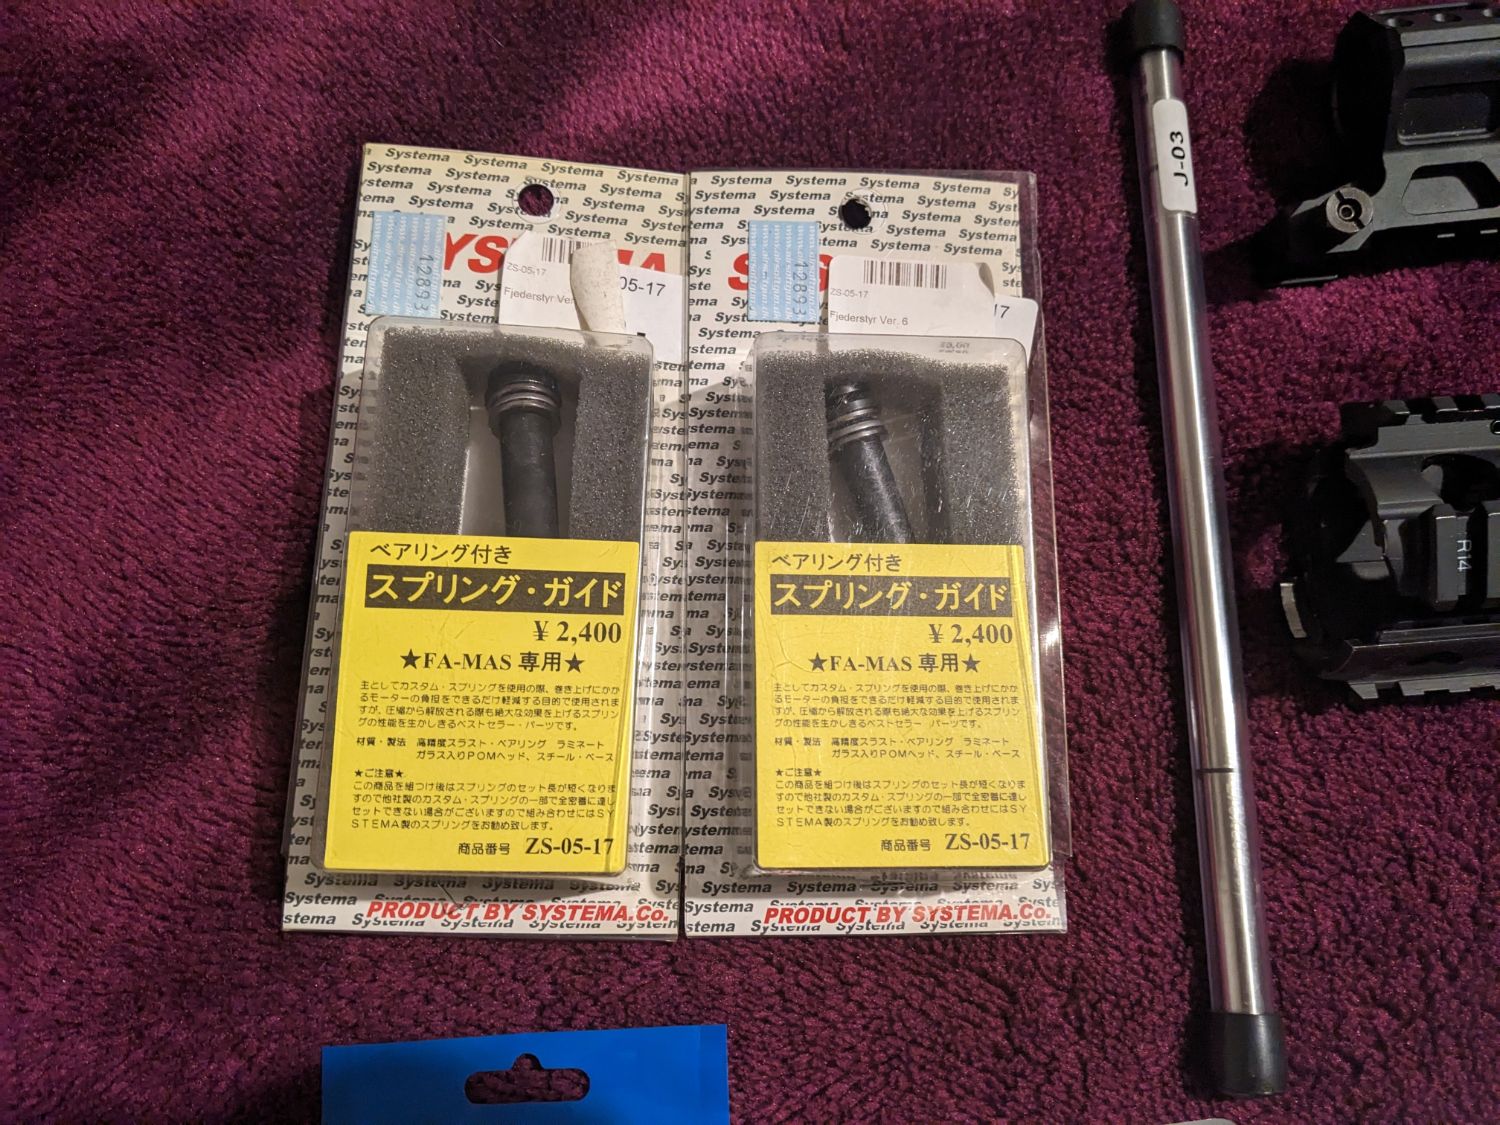 SYSTEMA
12893
ZS-05-17
Fjederstyr Ver.
05-17
ベアリング付き
スプリング・ガイド
¥ 2,400
★FA-MAS 専用★
主としてカスタム・スプリングを使用の際、巻き上げにかか
るモーターの負担をできるだけ軽減する目的で使用されま
すが、圧縮から解放される際も絶大な効果を上げるスプリン
グの性能を生かしきるベストセラー・パーツです。
材質・製法 高精度スラスト・ベアリング ラミネート
ガラス入りPOMヘッド、スチール・ベース
★ご注意★
この商品を組つけ後はスプリングのセット長が短くなりま
すので他社製のカスタム・スプリングの一部で全密着に達し
セットできない場合がございますので組み合わせにはSY
STEMA製のスプリングをお勧め致します。
商品番号 ZS-05-17
PRODUCT BY SYSTEMA.Co.
12893
ZS-05-17
Fjederstyr Ver. 6
17
ベアリング付き
スプリング・ガイド
¥ 2,400
★FA-MAS 専用★
主としてカスタム・スプリングを使用の際、巻き上げにかか
るモーターの負担をできるだけ軽減する目的で使用されま
すが、圧縮から解放される際も絶大な効果を上げるスプリン
グの性能を生かしきるベストセラー・パーツです。
材質・製法 高精度スラスト・ベアリング ラミネート
ガラス入りPOMヘッド、スチール・ベース
★ご注意★
この商品を組つけ後はスプリングのセット長が短くなりま
すので他社製のカスタム・スプリングの一部で全密着に達し
セットできない場合がございますので組み合わせにはSY
STEMA製のスプリングをお勧め致します。
商品番号 ZS-05-17
PRODUCT BY SYSTEMA.Co.
J-03
R14